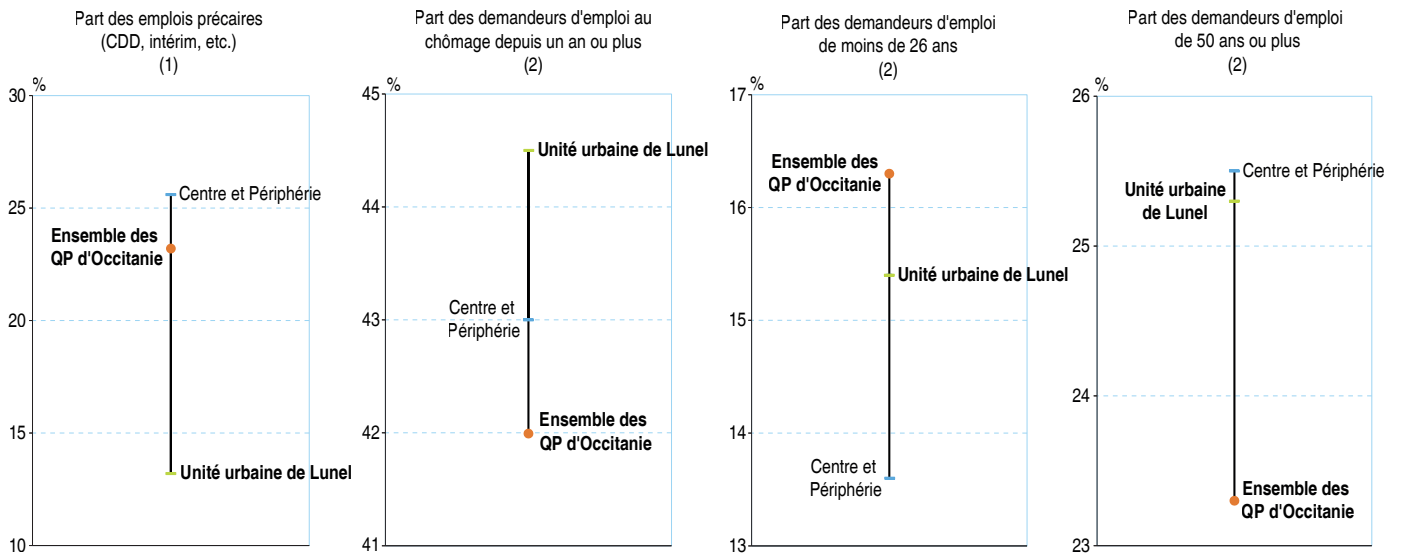 Part des emplois précaires
(CDD, intérim, etc.)
(1)
%
30
25
20
15
10
Centre et Périphérie
Ensemble des
QP d'Occitanie
Unité urbaine de Lunel
Part des demandeurs d'emploi au
chômage depuis un an ou plus
(2)
%
45
44
43
42
41
Unité urbaine de Lunel
Centre et
Périphérie
Ensemble des
QP d'Occitanie
Part des demandeurs d'emploi
de moins de 26 ans
(2)
%
17
16
15
14
13
Ensemble des
QP d'Occitanie
Unité urbaine de Lunel
Centre et
Périphérie
Part des demandeurs d'emploi
de 50 ans ou plus
(2)
%
26
25
24
23
Centre et Périphérie
Unité urbaine
de Lunel
Ensemble des
QP d'Occitanie